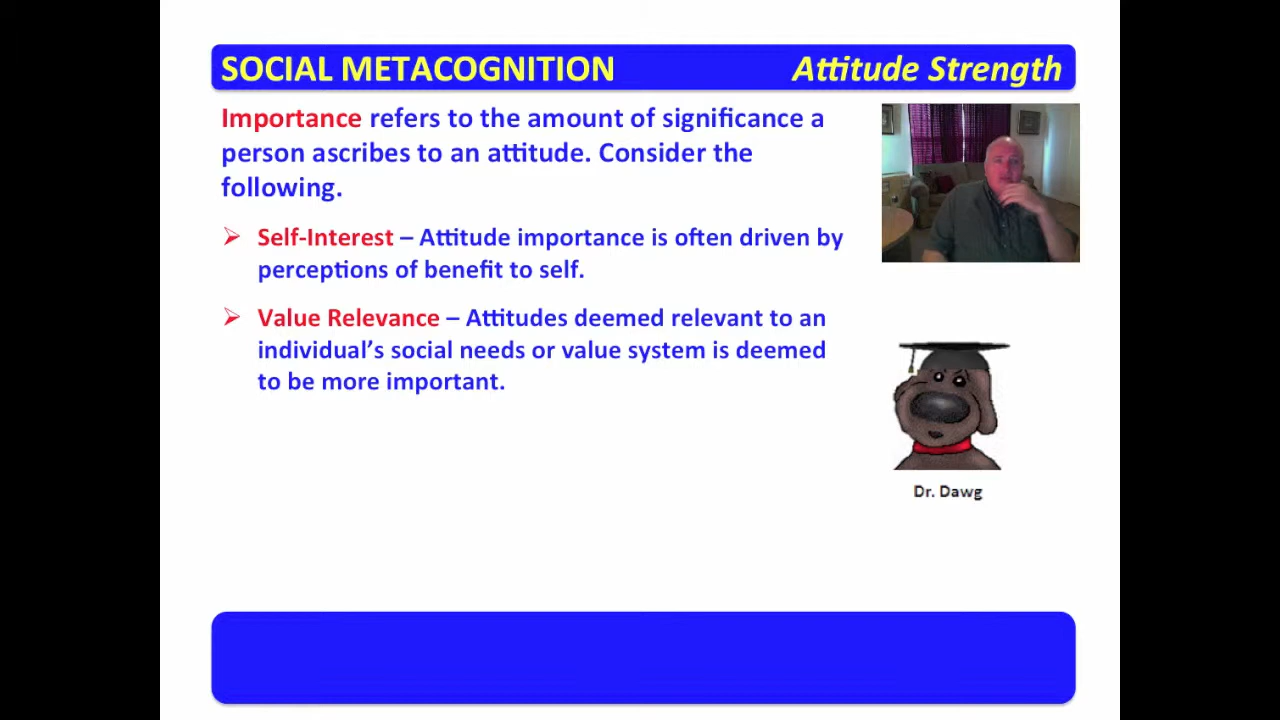 SOCIAL METACOGNITION Attitude Strength
Importance refers to the amount of significance a
person ascribes to an attitude. Consider the
following.
➢ Self-Interest – Attitude importance is often driven by
perceptions of benefit to self.
➢ Value Relevance – Attitudes deemed relevant to an
individual’s social needs or value system is deemed
to be more important.
Dr. Dawg